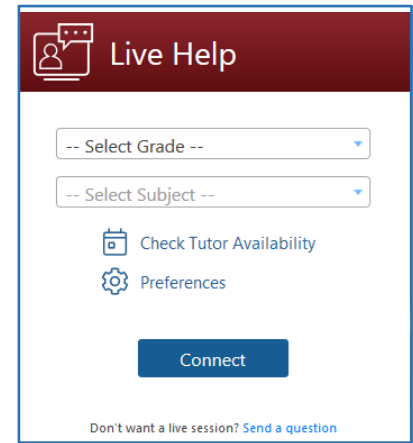 Live Help
-- Select Grade --
-- Select Subject --
Check Tutor Availability
Preferences
Connect
Don't want a live session? Send a question